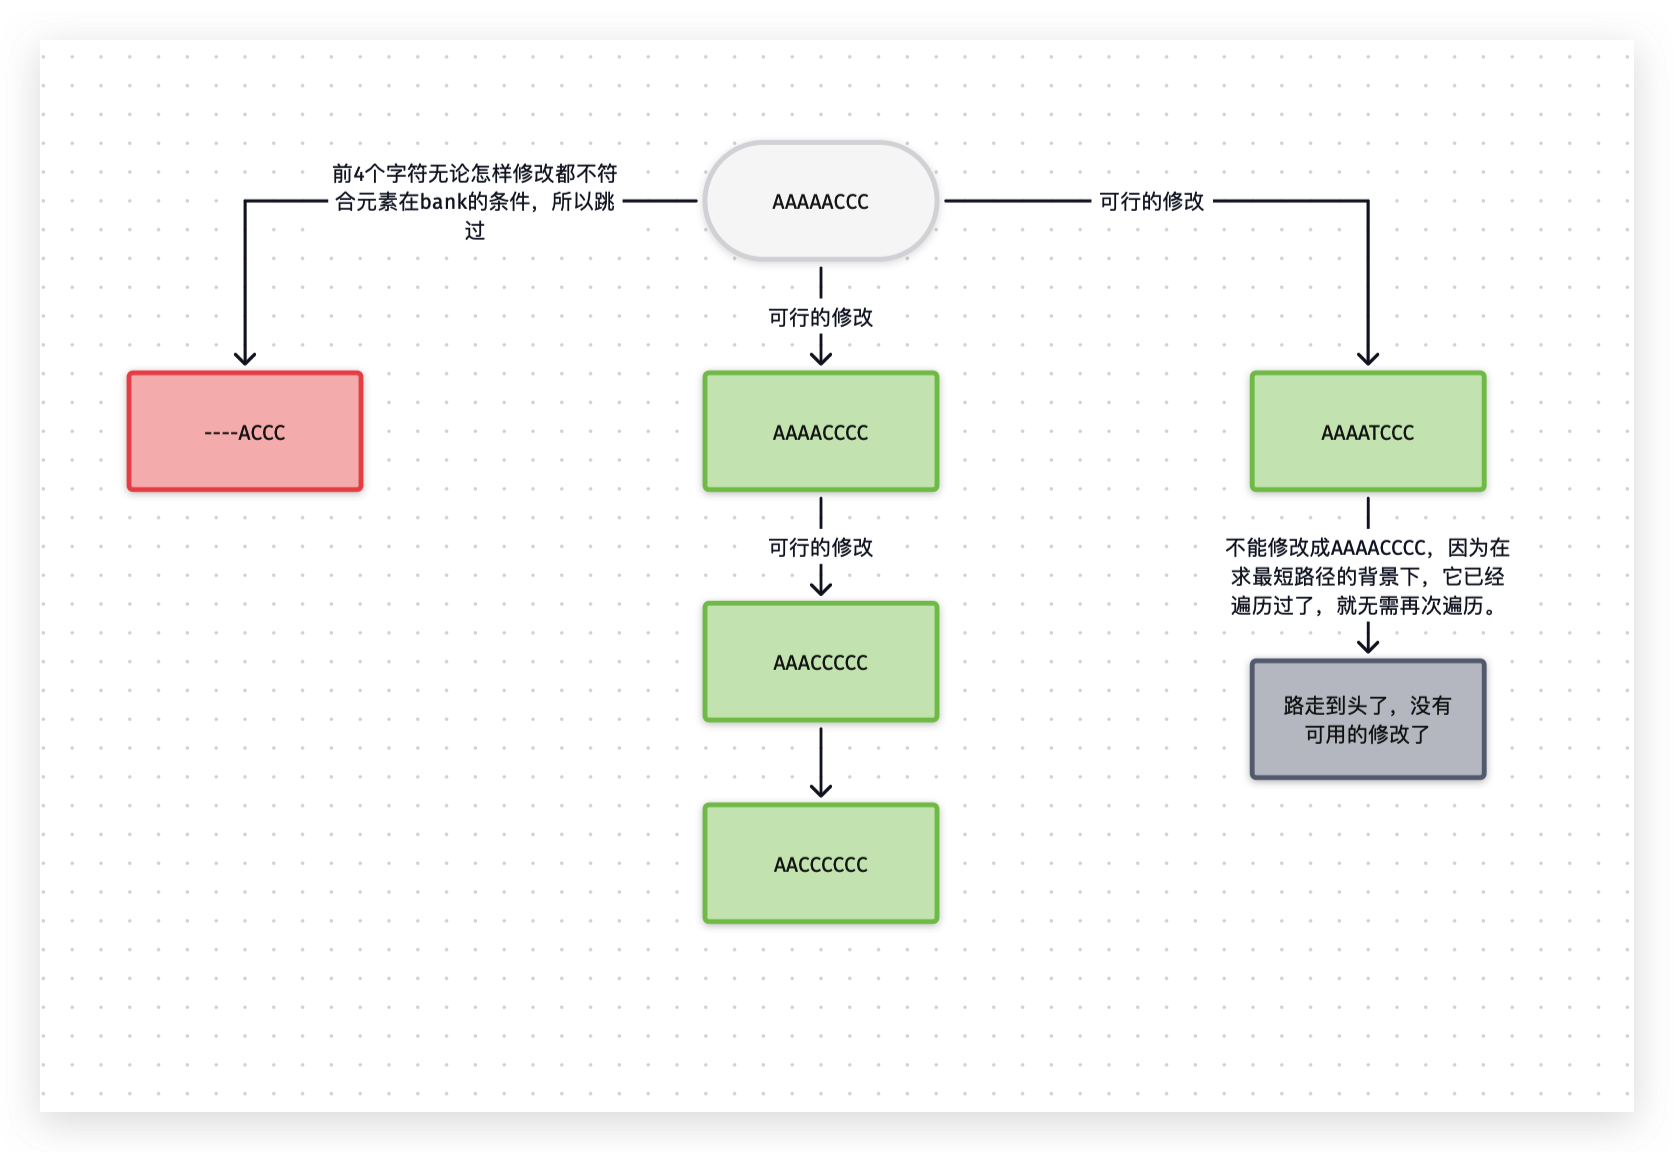 前4个字符无论怎样修改都不符
合元素在bank的条件，所以跳
过
AAAAACCC
可行的修改
可行的修改
----ACCC
AAAACCCC
AAAATCCC
可行的修改
不能修改成AAAACCCC，因为在
求最短路径的背景下，它已经
遍历过了，就无需再次遍历。
AAACCCCC
路走到头了，没有
可用的修改了
AACCCCCC